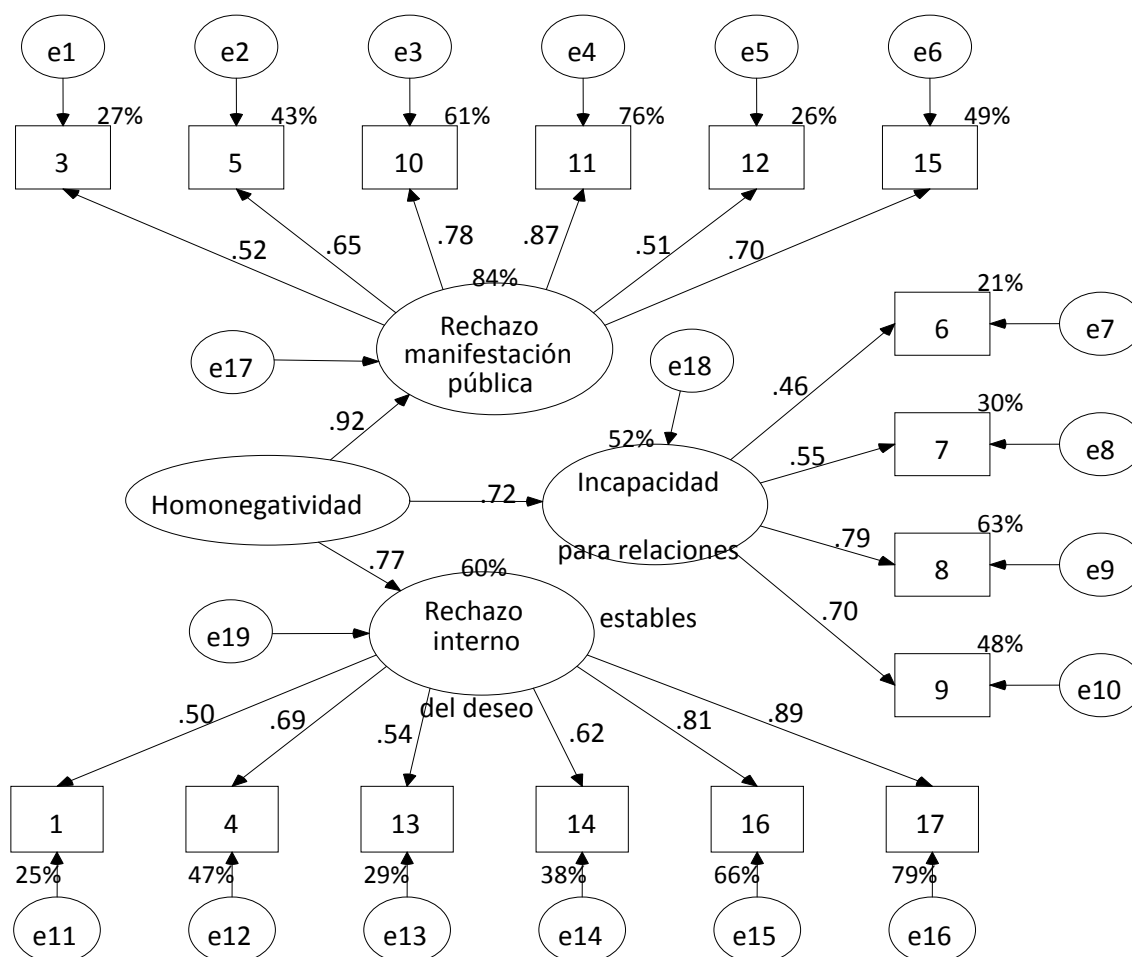 e1 e2 e3 e4 e5 e6
27% 43% 61% 76% 26% 49%
3 5 10 11 12 15
.52 .65 .78 .87 .51 .70
84%
Rechazo
manifestación
pública
e17
e18
21%
6
e7
.46
.92
30%
7
e8
.55
52%
Incapacidad
para relaciones
estables
Homonegatividad
.72
.79
63%
8
e9
.77
60%
Rechazo
interno
del deseo
e19
.70
48%
9
e10
.50 .69 .54 .62 .81 .89
1 4 13 14 16 17
25% 47% 29% 38% 66% 79%
e11 e12 e13 e14 e15 e16